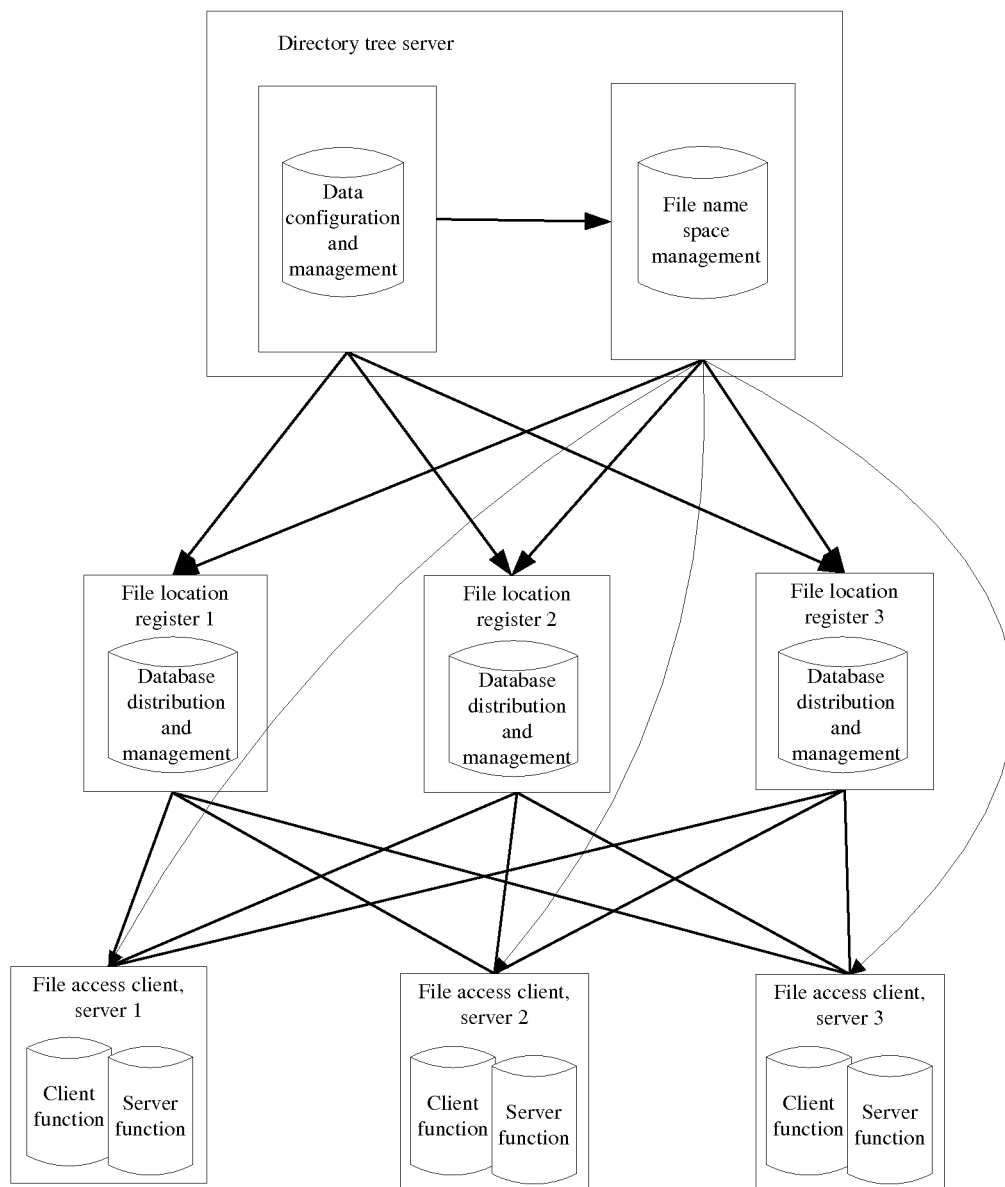 Directory tree server
Data
configuration
and
management
File name
space
management
File location
register 1
Database
distribution
and
management
File location
register 2
Database
distribution
and
management
File location
register 3
Database
distribution
and
management
File access client,
server 1
Client
function
Server
function
File access client,
server 2
Client
function
Server
function
File access client,
server 3
Client
function
Server
function